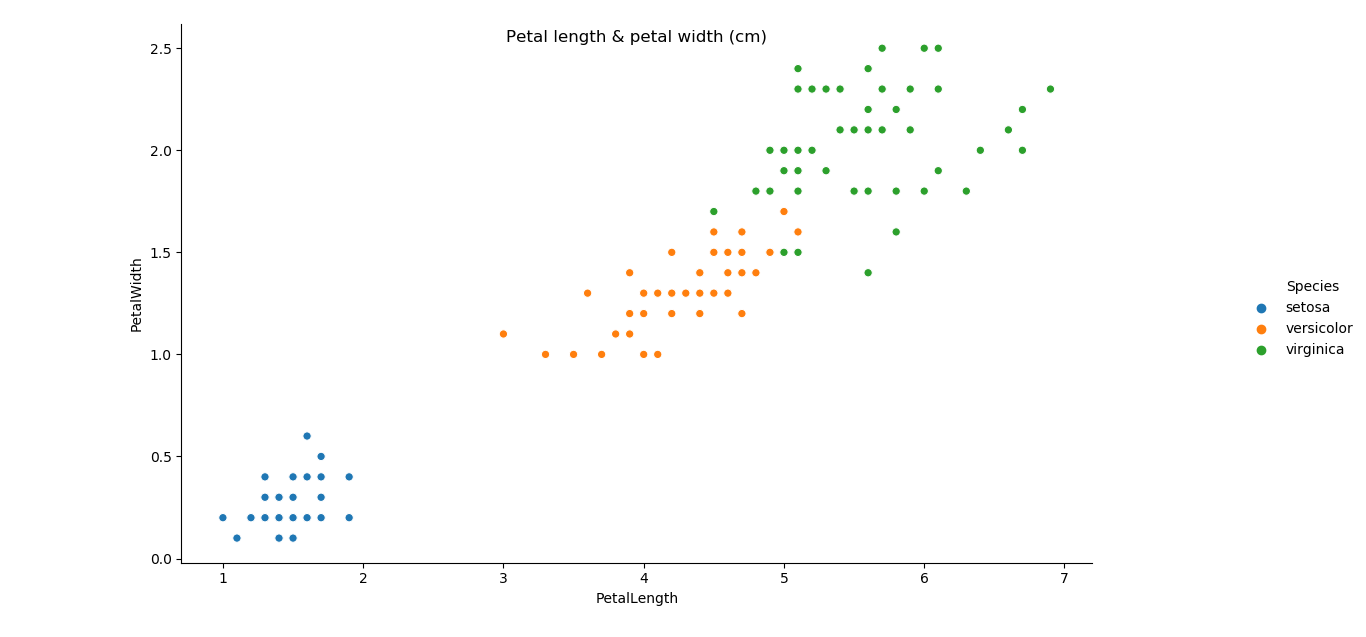 Petal length & petal width (cm)
2.5
2.0
1.5
1.0
0.5
0.0
PetalWidth
1 2 3 4 5 6 7
PetalLength
Species
setosa
versicolor
virginica